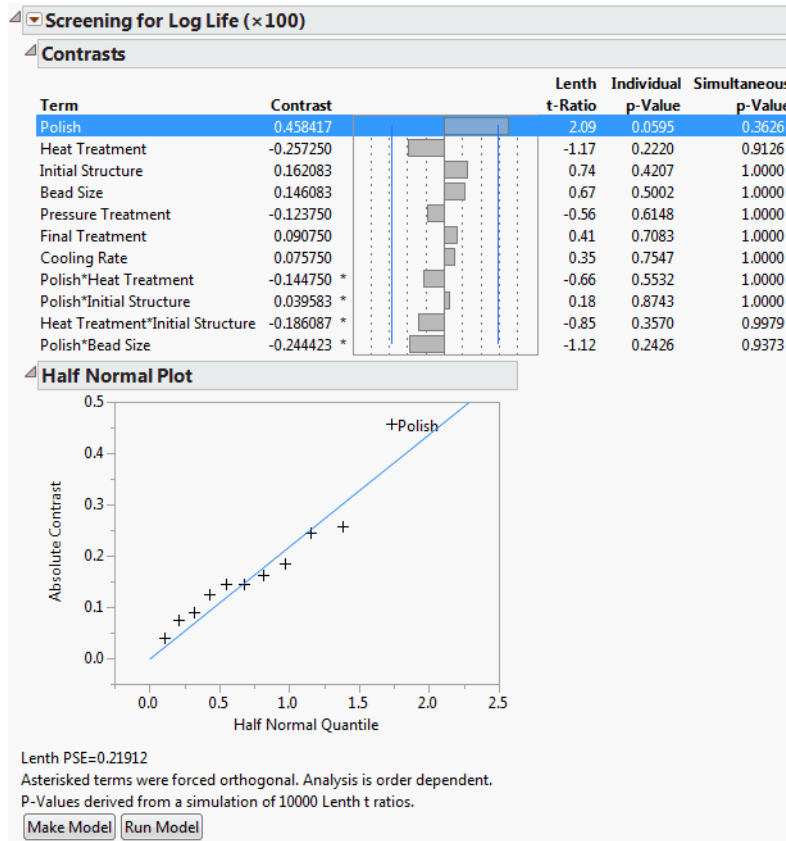 Screening for Log Life (×100)
Contrasts
Lenth Individual Simultaneous
Term Contrast t-Ratio p-Value p-Value
Polish 0.458417 2.09 0.0595 0.3626
Heat Treatment -0.257250 -1.17 0.2220 0.9126
Initial Structure 0.162083 0.74 0.4207 1.0000
Bead Size 0.146083 0.67 0.5002 1.0000
Pressure Treatment -0.123750 -0.56 0.6148 1.0000
Final Treatment 0.090750 0.41 0.7083 1.0000
Cooling Rate 0.075750 0.35 0.7547 1.0000
Polish*Heat Treatment -0.144750 * -0.66 0.5532 1.0000
Polish*Initial Structure 0.039583 * 0.18 0.8743 1.0000
Heat Treatment*Initial Structure -0.186087 * -0.85 0.3570 0.9979
Polish*Bead Size -0.244423 * -1.12 0.2426 0.9373
Half Normal Plot
0.5
+Polish
0.4
0.3
0.2
0.1
0.0
Absolute Contrast
0.0 0.5 1.0 1.5 2.0 2.5
Half Normal Quantile
Lenth PSE=0.21912
Asterisked terms were forced orthogonal. Analysis is order dependent.
P-Values derived from a simulation of 10000 Lenth t ratios.
Make Model Run Model